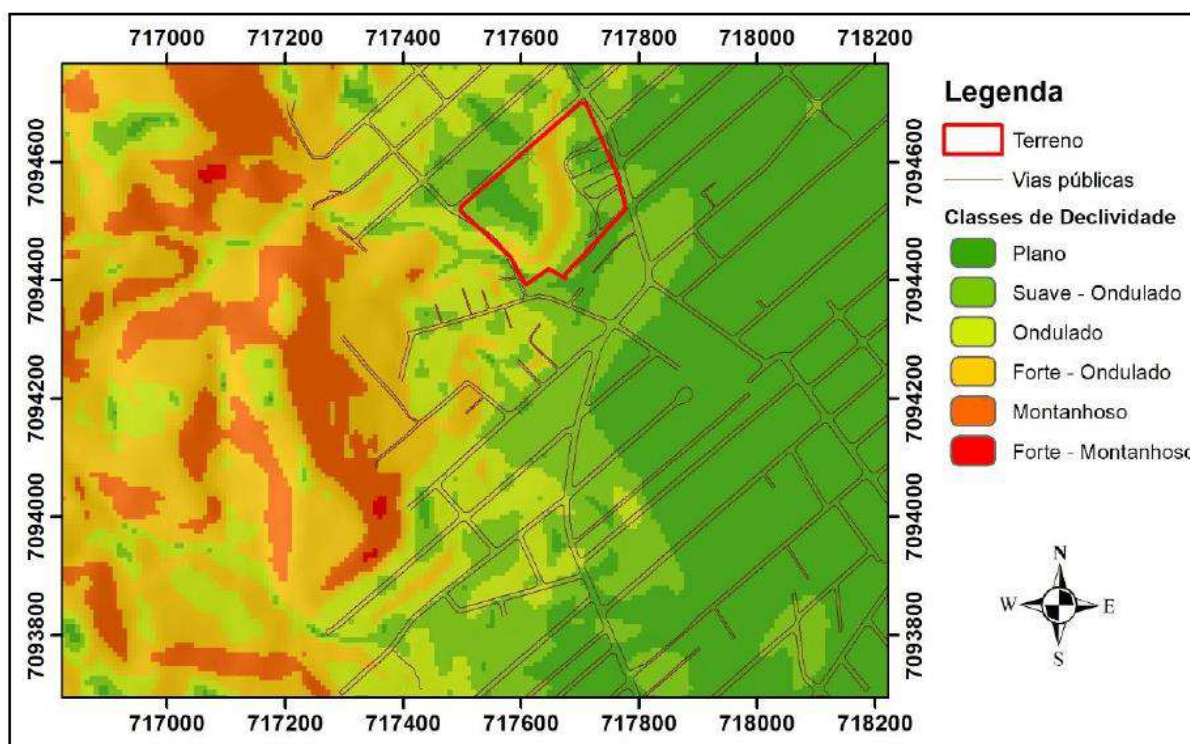 717000 717200 717400 717600 717800 718000 718200
7094600
7094400
7094200
7094000
7093800
7094600
7094400
7094200
7094000
7093800
717000 717200 717400 717600 717800 718000 718200
Legenda
Terreno
Vias públicas
Classes de Declividade
Plano
Suave - Ondulado
Ondulado
Forte - Ondulado
Montanhoso
Forte - Montanhoso
N
W E
S